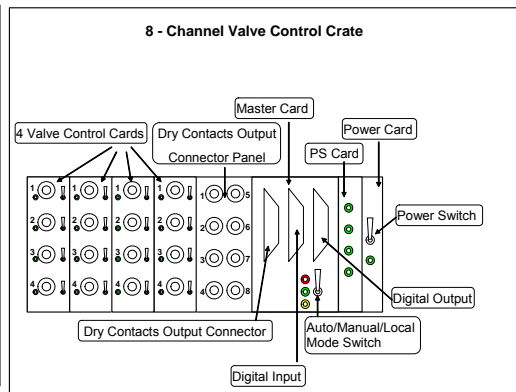 8 - Channel Valve Control Crate
Master Card
4 Valve Control Cards
Dry Contacts Output
Connector Panel
Power Card
PS Card
1 1 1 1 1 5
2 2 2 2 2 6
3 3 3 3 3 7
4 4 4 4 4 8
Power Switch
Digital Output
Dry Contacts Output Connector
Auto/Manual/Local
Mode Switch
Digital Input